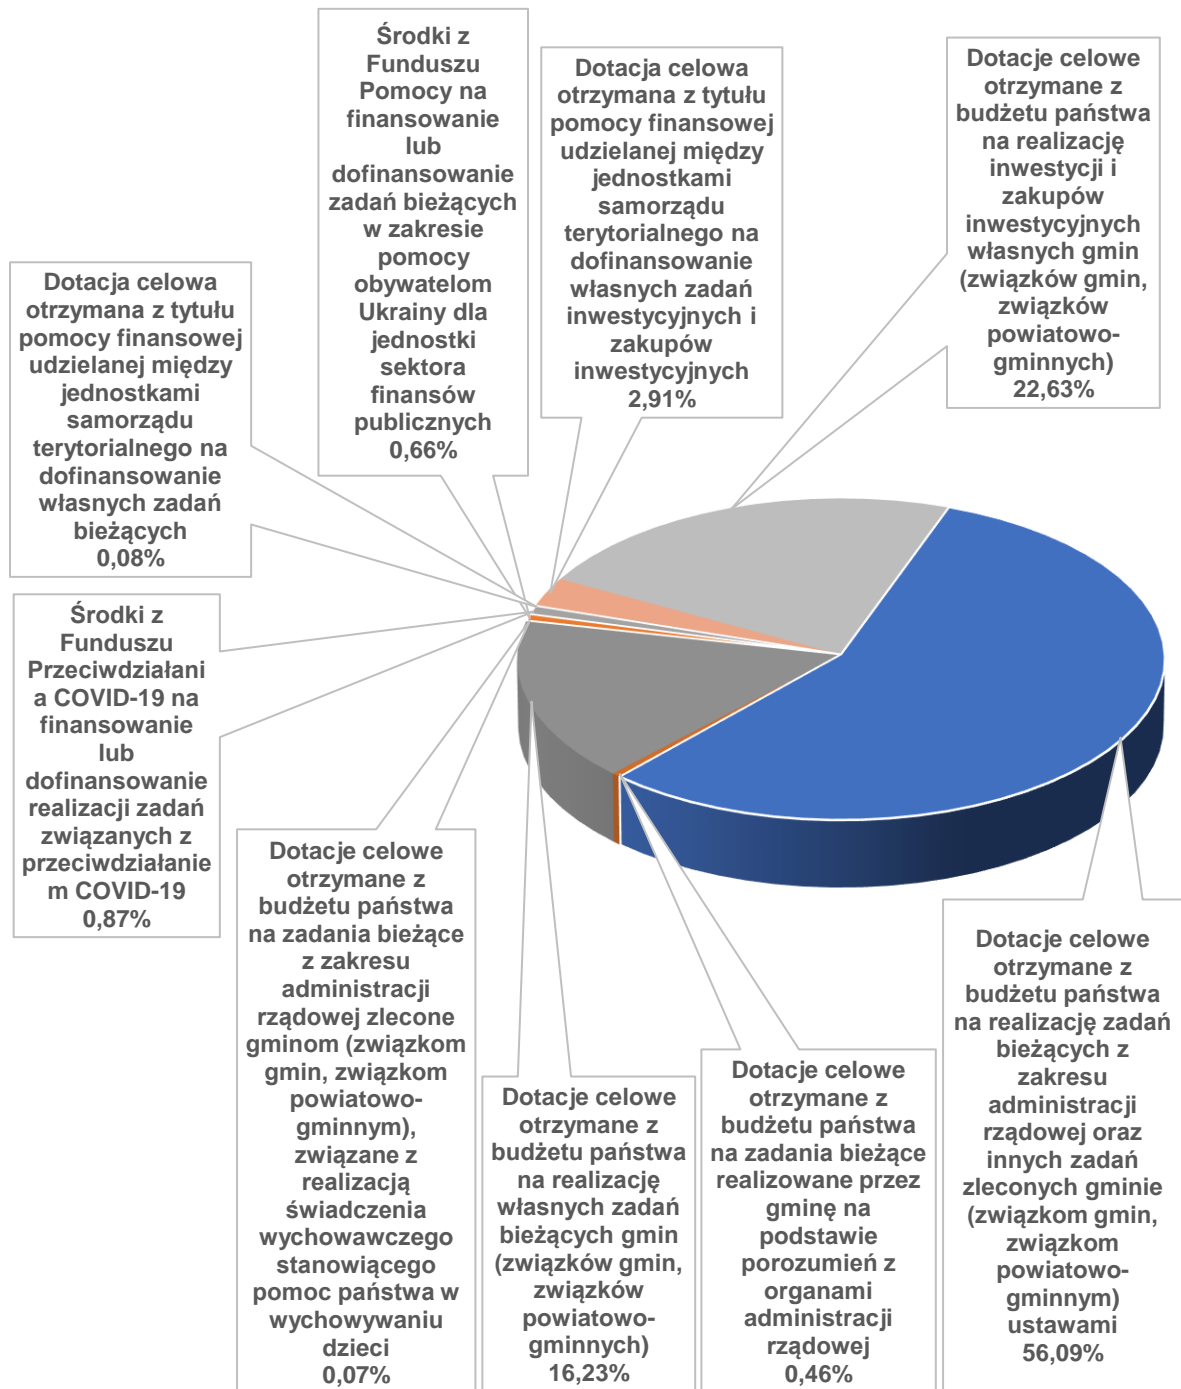 Środki z
Funduszu
Pomocy na
finansowanie
lub
dofinansowanie
zadań bieżących
w zakresie
pomocy
obywatelom
Ukrainy dla
jednostki
sektora
finansów
publicznych
0,66%
Dotacja celowa
otrzymana z tytułu
pomocy finansowej
udzielanej między
jednostkami
samorządu
terytorialnego na
dofinansowanie
własnych zadań
inwestycyjnych i
zakupów
inwestycyjnych
2,91%
Dotacje celowe
otrzymane z
budżetu państwa
na realizację
inwestycji i
zakupów
inwestycyjnych
własnych gmin
(związków gmin,
związków
powiatowo-
gminnych)
22,63%
Dotacja celowa
otrzymana z tytułu
pomocy finansowej
udzielanej między
jednostkami
samorządu
terytorialnego na
dofinansowanie
własnych zadań
bieżących
0,08%
Środki z
Funduszu
Przeciwdziałani
a COVID-19 na
finansowanie
lub
dofinansowanie
realizacji zadań
związanych z
przeciwdziałanie
m COVID-19
0,87%
Dotacje celowe
otrzymane z
budżetu państwa
na zadania bieżące
z zakresu
administracji
rządowej zlecone
gminom (związkom
gmin, związkom
powiatowo-
gminnym),
związane z
realizacją
świadczenia
wychowawczego
stanowiącego
pomoc państwa w
wychowywaniu
dzieci
0,07%
Dotacje celowe
otrzymane z
budżetu państwa
na realizację
własnych zadań
bieżących gmin
(związków gmin,
związków
powiatowo-
gminnych)
16,23%
Dotacje celowe
otrzymane z
budżetu państwa
na zadania bieżące
realizowane przez
gminę na
podstawie
porozumień z
organami
administracji
rządowej
0,46%
Dotacje celowe
otrzymane z
budżetu państwa
na realizację zadań
bieżących z
zakresu
administracji
rządowej oraz
innych zadań
zleconych gminie
(związkom gmin,
związkom
powiatowo-
gminnym)
ustawami
56,09%